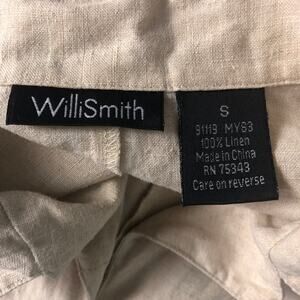 WilliSmith
S
91119 MY93
100% Linen
Made in China
RN 75343
Care on reverse